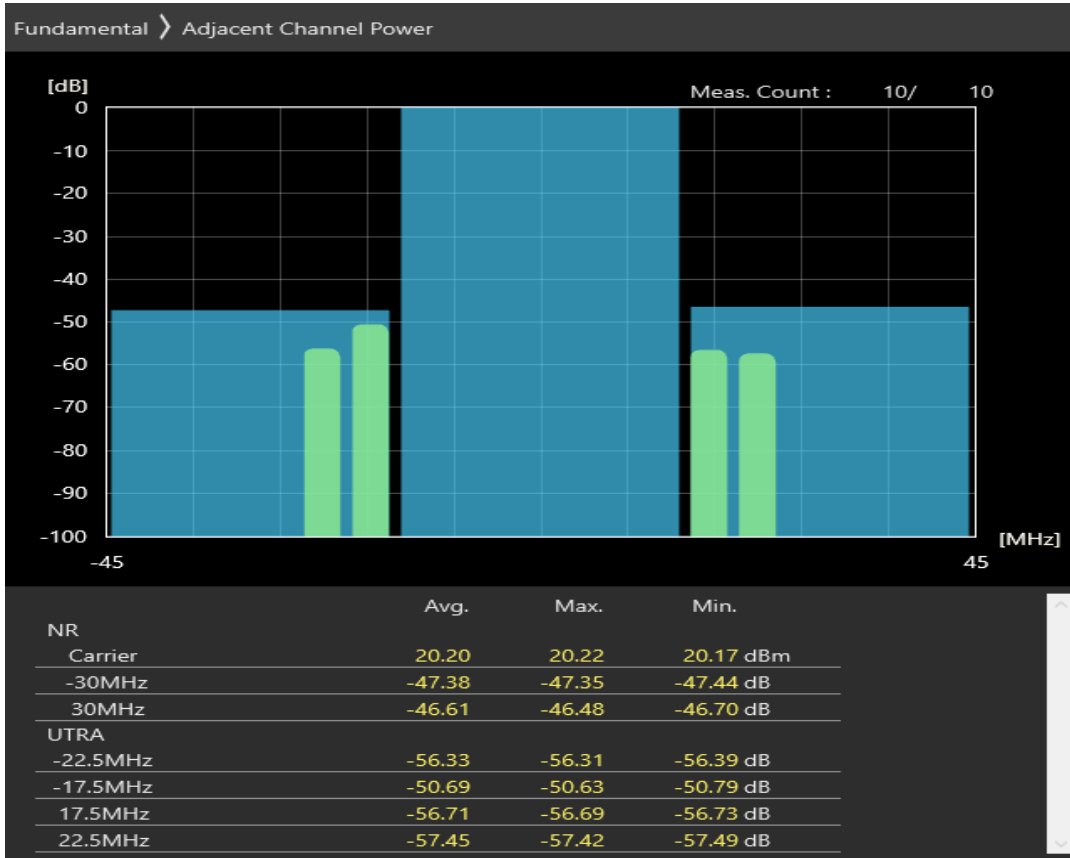 Fundamental ❯ Adjacent Channel Power
[dB]
Meas. Count : 10/ 10
0
-10
-20
-30
-40
-50
-60
-70
-80
-90
-100
[MHz]
-45 45
Avg. Max. Min.
NR
Carrier 20.20 20.22 20.17 dBm
-30MHz -47.38 -47.35 -47.44 dB
30MHz -46.61 -46.48 -46.70 dB
UTRA
-22.5MHz -56.33 -56.31 -56.39 dB
-17.5MHz -50.69 -50.63 -50.79 dB
17.5MHz -56.71 -56.69 -56.73 dB
22.5MHz -57.45 -57.42 -57.49 dB